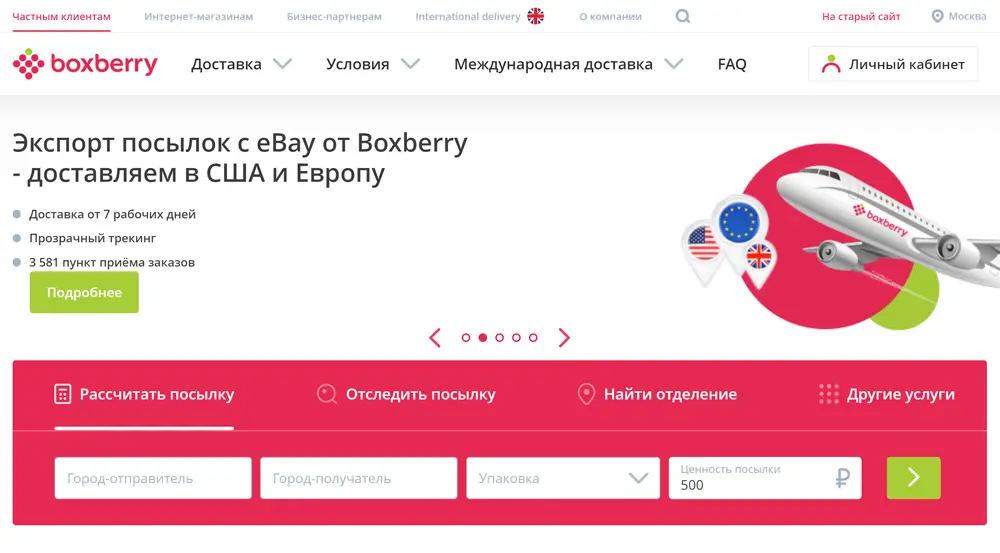 Частным клиентам
Интернет-магазинам
Бизнес-партнерам
International delivery
О компании
На старый сайт
Москва
boxberry
Доставка
Условия
Международная доставка
FAQ
Личный кабинет
Экспорт посылок с eBay от Boxberry
- доставляем в США и Европу
Доставка от 7 рабочих дней
Прозрачный трекинг
3 581 пункт приёма заказов
Подробнее
boxberry
Рассчитать посылку
Отследить посылку
Найти отделение
Другие услуги
Город-отправитель
Город-получатель
Упаковка
Ценность посылки
500
₽